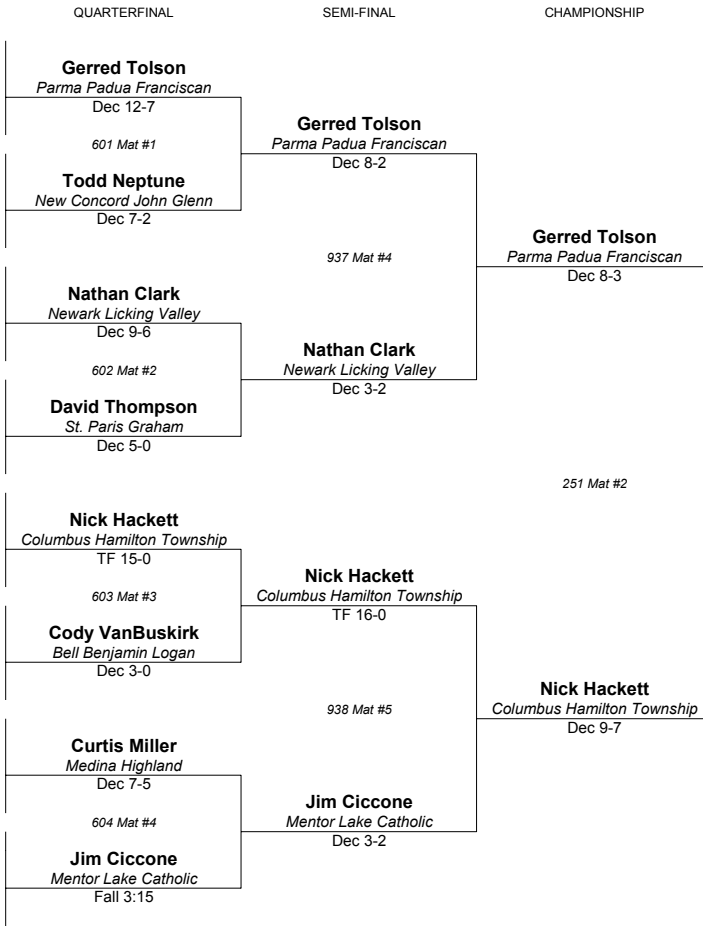 QUARTERFINAL
SEMI-FINAL
CHAMPIONSHIP
Gerred Tolson
Parma Padua Franciscan
Dec 12-7
601 Mat #1
Todd Neptune
New Concord John Glenn
Dec 7-2
Nathan Clark
Newark Licking Valley
Dec 9-6
602 Mat #2
David Thompson
St. Paris Graham
Dec 5-0
Nick Hackett
Columbus Hamilton Township
TF 15-0
603 Mat #3
Cody VanBuskirk
Bell Benjamin Logan
Dec 3-0
Curtis Miller
Medina Highland
Dec 7-5
604 Mat #4
Jim Ciccone
Mentor Lake Catholic
Fall 3:15
Gerred Tolson
Parma Padua Franciscan
Dec 8-2
937 Mat #4
Nathan Clark
Newark Licking Valley
Dec 3-2
Nick Hackett
Columbus Hamilton Township
TF 16-0
938 Mat #5
Jim Ciccone
Mentor Lake Catholic
Dec 3-2
Gerred Tolson
Parma Padua Franciscan
Dec 8-3
251 Mat #2
Nick Hackett
Columbus Hamilton Township
Dec 9-7